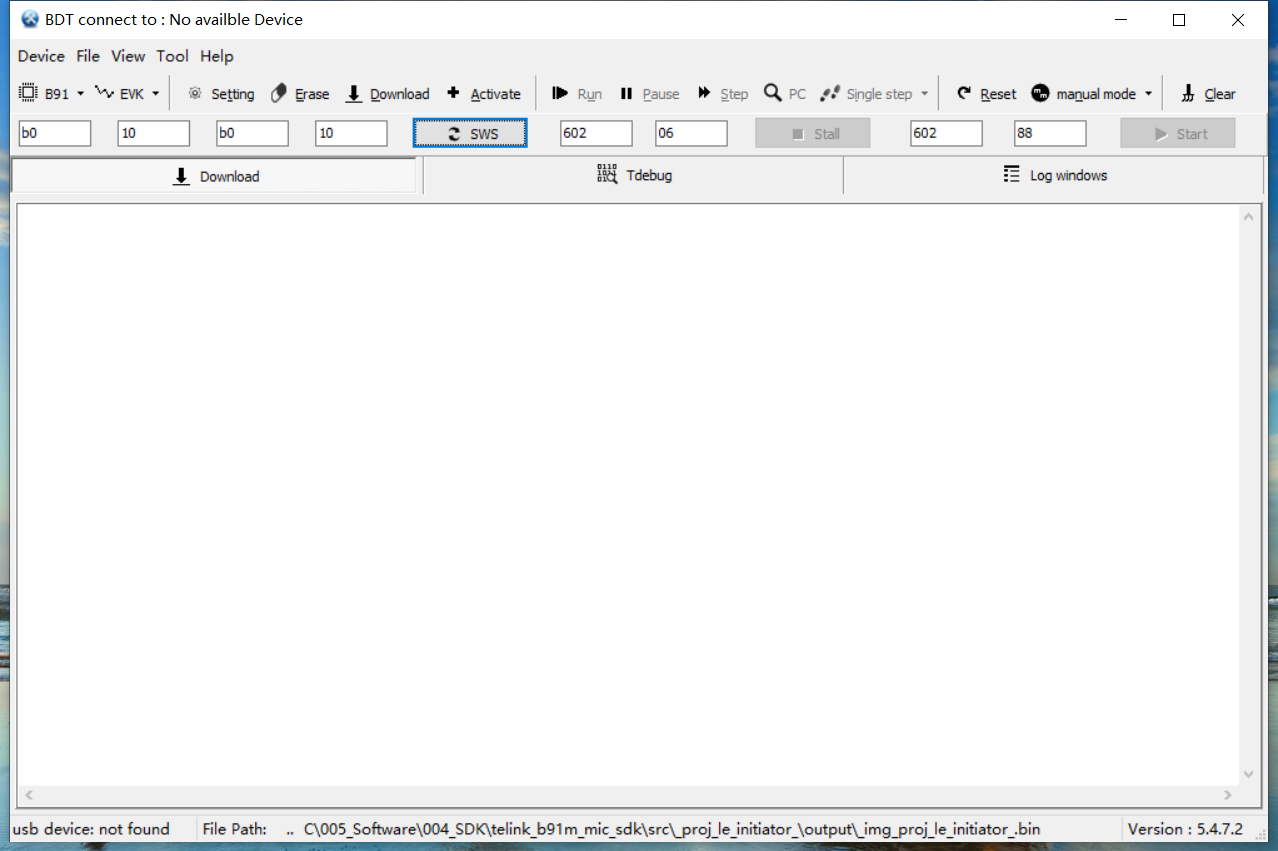 BDT connect to : No availble Device
Device File View Tool Help
B91 EVK Setting Erase Download Activate Run Pause Step PC Single step Reset manual mode Clear
b0 10 b0 10 SWS 602 06 Stall 602 88 Start
Download Tdebug Log windows
usb device: not found File Path: .. C\005_Software\004_SDK\telink_b91m_mic_sdk\src\_proj_le_initiator_\output\_img_proj_le_initiator_.bin Version : 5.4.7.2